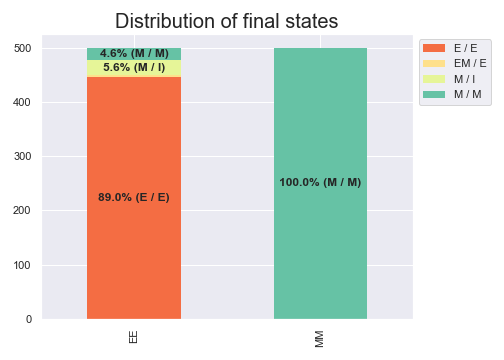 Distribution of final states
500
400
300
200
100
0
4.6% (M / M)
5.6% (M / I)
89.0% (E / E)
100.0% (M / M)
EE
MM
E / E
EM / E
M / I
M / M